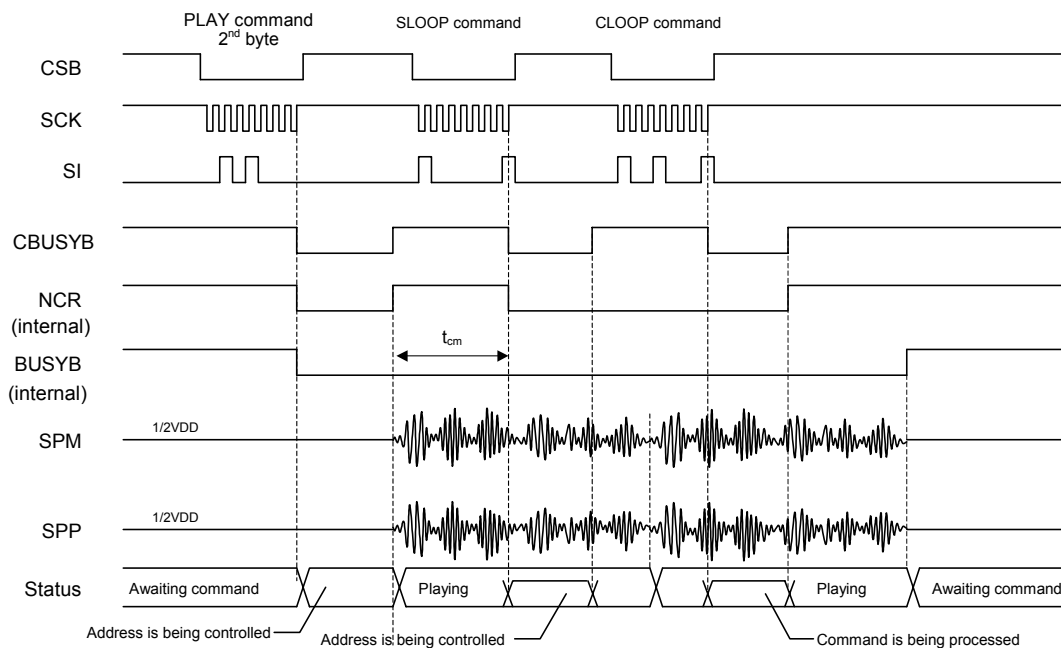 PLAY command
2nd byte
SLOOP command
CLOOP command
CSB
SCK
SI
CBUSYB
NCR
(internal)
tcm
BUSYB
(internal)
SPM
1/2VDD
SPP
1/2VDD
Status
Awaiting command
Playing
Playing
Awaiting command
Address is being controlled
Address is being controlled
Command is being processed